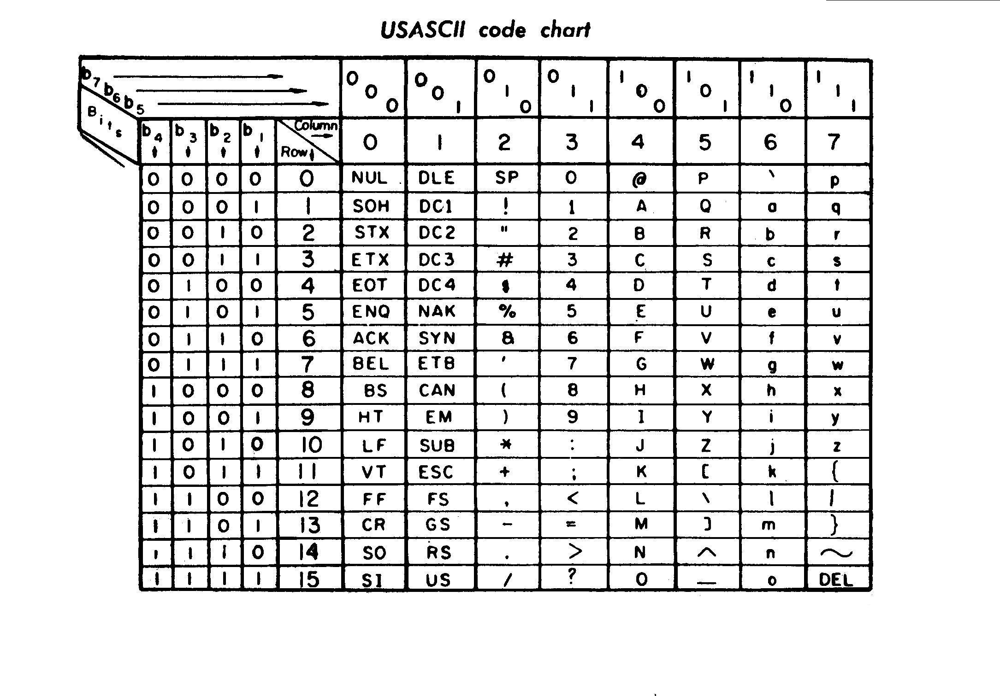 USASCII code chart
b7 b6 b5 0 0 0 0 0 1 0 1 0 0 1 1 1 0 0 1 0 1 1 1 0 1 1 1
Bits b4 b3 b2 b1 Column Row 0 1 2 3 4 5 6 7
0 0 0 0 0 NUL DLE SP 0 @ P ` p
0 0 0 1 1 SOH DC1 ! 1 A Q a q
0 0 1 0 2 STX DC2 " 2 B R b r
0 0 1 1 3 ETX DC3 # 3 C S c s
0 1 0 0 4 EOT DC4 $ 4 D T d t
0 1 0 1 5 ENQ NAK % 5 E U e u
0 1 1 0 6 ACK SYN & 6 F V f v
0 1 1 1 7 BEL ETB ' 7 G W g w
1 0 0 0 8 BS CAN ( 8 H X h x
1 0 0 1 9 HT EM ) 9 I Y i y
1 0 1 0 10 LF SUB * : J Z j z
1 0 1 1 11 VT ESC + ; K [ k {
1 1 0 0 12 FF FS , < L \ l |
1 1 0 1 13 CR GS - = M ] m }
1 1 1 0 14 SO RS . > N ^ n ~
1 1 1 1 15 SI US / ? O _ o DEL